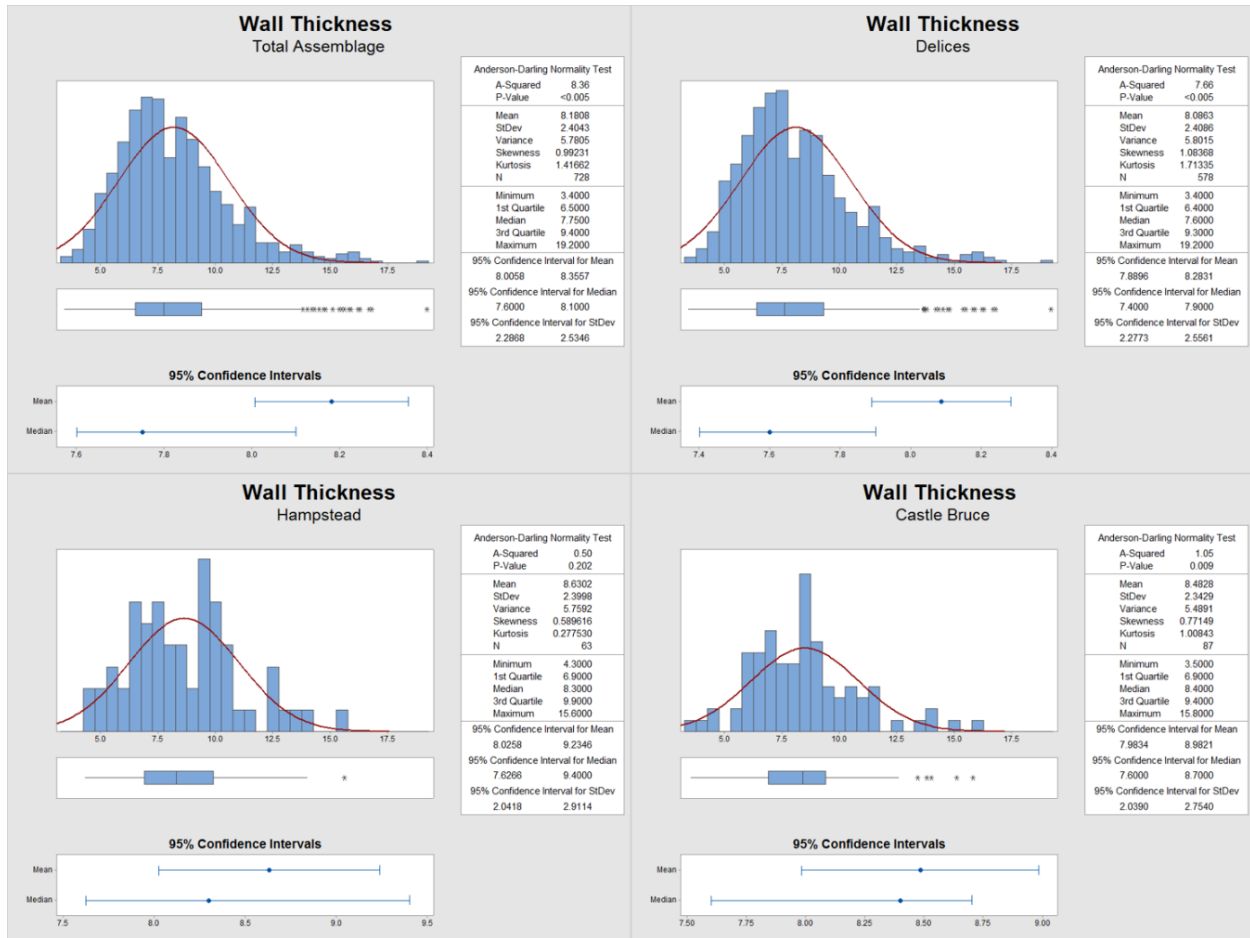 Wall Thickness
Total Assemblage
Anderson-Darling Normality Test
A-Squared 8.36
P-Value <0.005
Mean 8.1808
StDev 2.4043
Variance 5.7805
Skewness 0.99231
Kurtosis 1.41662
N 728
Minimum 3.4000
1st Quartile 6.5000
Median 7.7500
3rd Quartile 9.4000
Maximum 19.2000
95% Confidence Interval for Mean
8.0058 8.3557
95% Confidence Interval for Median
7.6000 8.1000
95% Confidence Interval for StDev
2.2868 2.5346
5.0 7.5 10.0 12.5 15.0 17.5
95% Confidence Intervals
Mean
Median
7.6 7.8 8.0 8.2 8.4
Wall Thickness
Delices
Anderson-Darling Normality Test
A-Squared 7.66
P-Value <0.005
Mean 8.0863
StDev 2.4086
Variance 5.8015
Skewness 1.08368
Kurtosis 1.71335
N 578
Minimum 3.4000
1st Quartile 6.4000
Median 7.6000
3rd Quartile 9.3000
Maximum 19.2000
95% Confidence Interval for Mean
7.8896 8.2831
95% Confidence Interval for Median
7.4000 7.9000
95% Confidence Interval for StDev
2.2773 2.5561
5.0 7.5 10.0 12.5 15.0 17.5
95% Confidence Intervals
Mean
Median
7.4 7.6 7.8 8.0 8.2 8.4
Wall Thickness
Hampstead
Anderson-Darling Normality Test
A-Squared 0.50
P-Value 0.202
Mean 8.6302
StDev 2.3998
Variance 5.7592
Skewness 0.589616
Kurtosis 0.277530
N 63
Minimum 4.3000
1st Quartile 6.9000
Median 8.3000
3rd Quartile 9.9000
Maximum 15.6000
95% Confidence Interval for Mean
8.0258 9.2346
95% Confidence Interval for Median
7.6266 9.4000
95% Confidence Interval for StDev
2.0418 2.9114
5.0 7.5 10.0 12.5 15.0 17.5
95% Confidence Intervals
Mean
Median
7.5 8.0 8.5 9.0 9.5
Wall Thickness
Castle Bruce
Anderson-Darling Normality Test
A-Squared 1.05
P-Value 0.009
Mean 8.4828
StDev 2.3429
Variance 5.4891
Skewness 0.77149
Kurtosis 1.00843
N 87
Minimum 3.5000
1st Quartile 6.9000
Median 8.4000
3rd Quartile 9.4000
Maximum 15.8000
95% Confidence Interval for Mean
7.9834 8.9821
95% Confidence Interval for Median
7.6000 8.7000
95% Confidence Interval for StDev
2.0390 2.7540
5.0 7.5 10.0 12.5 15.0 17.5
95% Confidence Intervals
Mean
Median
7.50 7.75 8.00 8.25 8.50 8.75 9.00